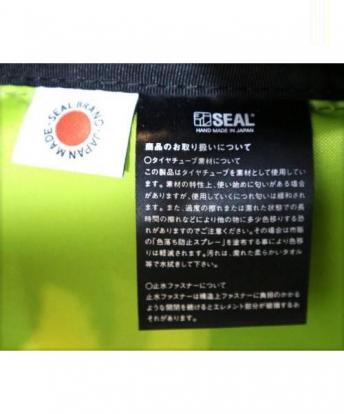 JAPAN MADE・SEAL BRAND・
SEAL
HAND MADE IN JAPAN
商品のお取り扱いについて
○タイヤチューブ素材について
この製品はタイヤチューブを素材として使用してい
ます。素材の特性上、使い始めに匂いがある場合
がありますが、使用していくにつれ匂いは緩和され
ます。また、過度の擦れまたは濡れた状態での長
時間の擦れなどにより他の物に多少色移りする恐
れがありますのでご注意ください。その場合は市販
の「色落ち防止スプレー」を塗布する事により色移
りは軽減されます。汚れは、濡れた柔らかいタオル
等で水拭きして下さい。
○止水ファスナーについて
止水ファスナーは構造上ファスナーに負担のかかる
ような開閉を続けるとエレメント部分が破損する